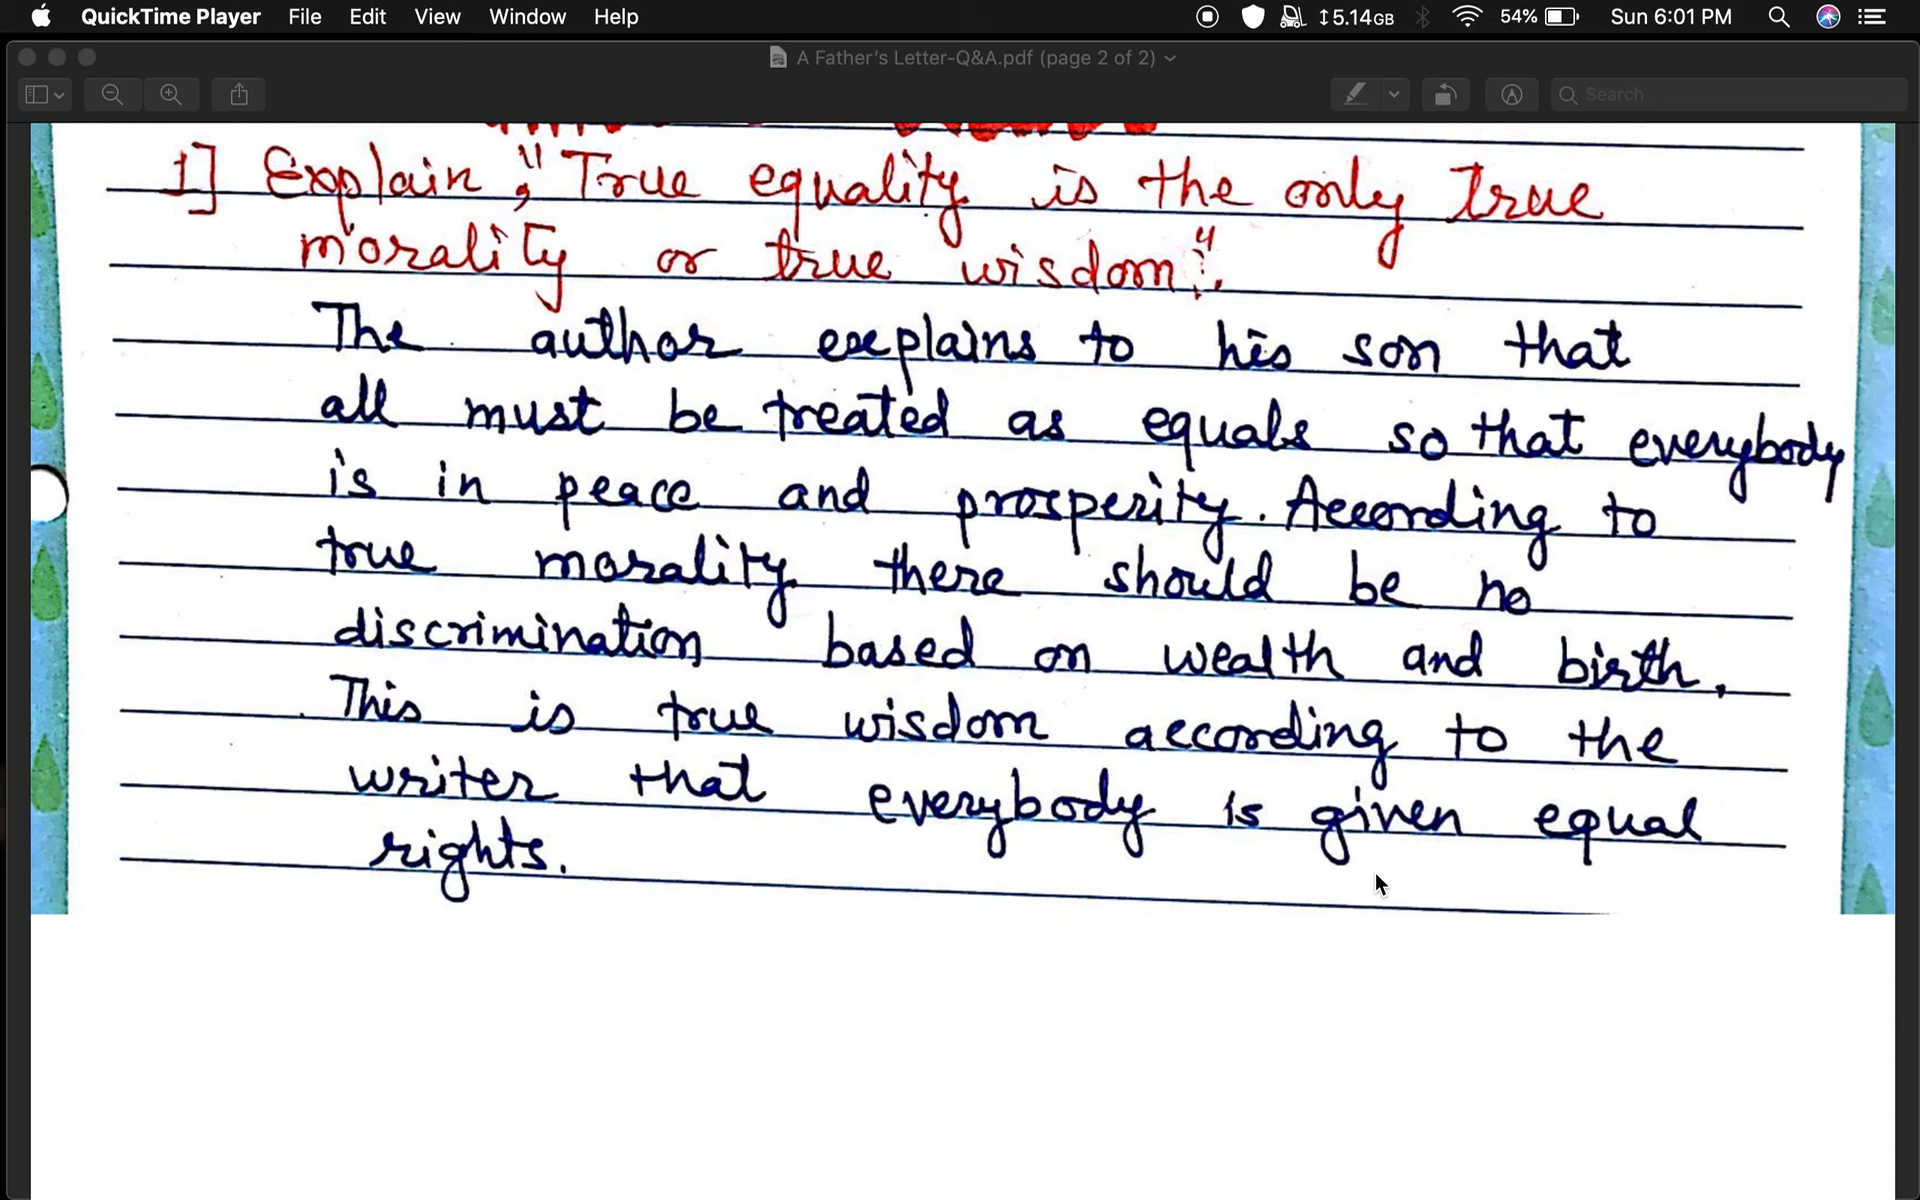 QuickTime Player File Edit View Window Help 5.14GB 54% Sun 6:01 PM
A Father's Letter-Q&A.pdf (page 2 of 2)
Search
1] Explain, "True equality is the only true
morality or true wisdom".
The author explains to his son that
all must be treated as equals so that everybody
is in peace and prosperity. According to
true morality there should be no
discrimination based on wealth and birth.
This is true wisdom according to the
writer that everybody is given equal
rights.